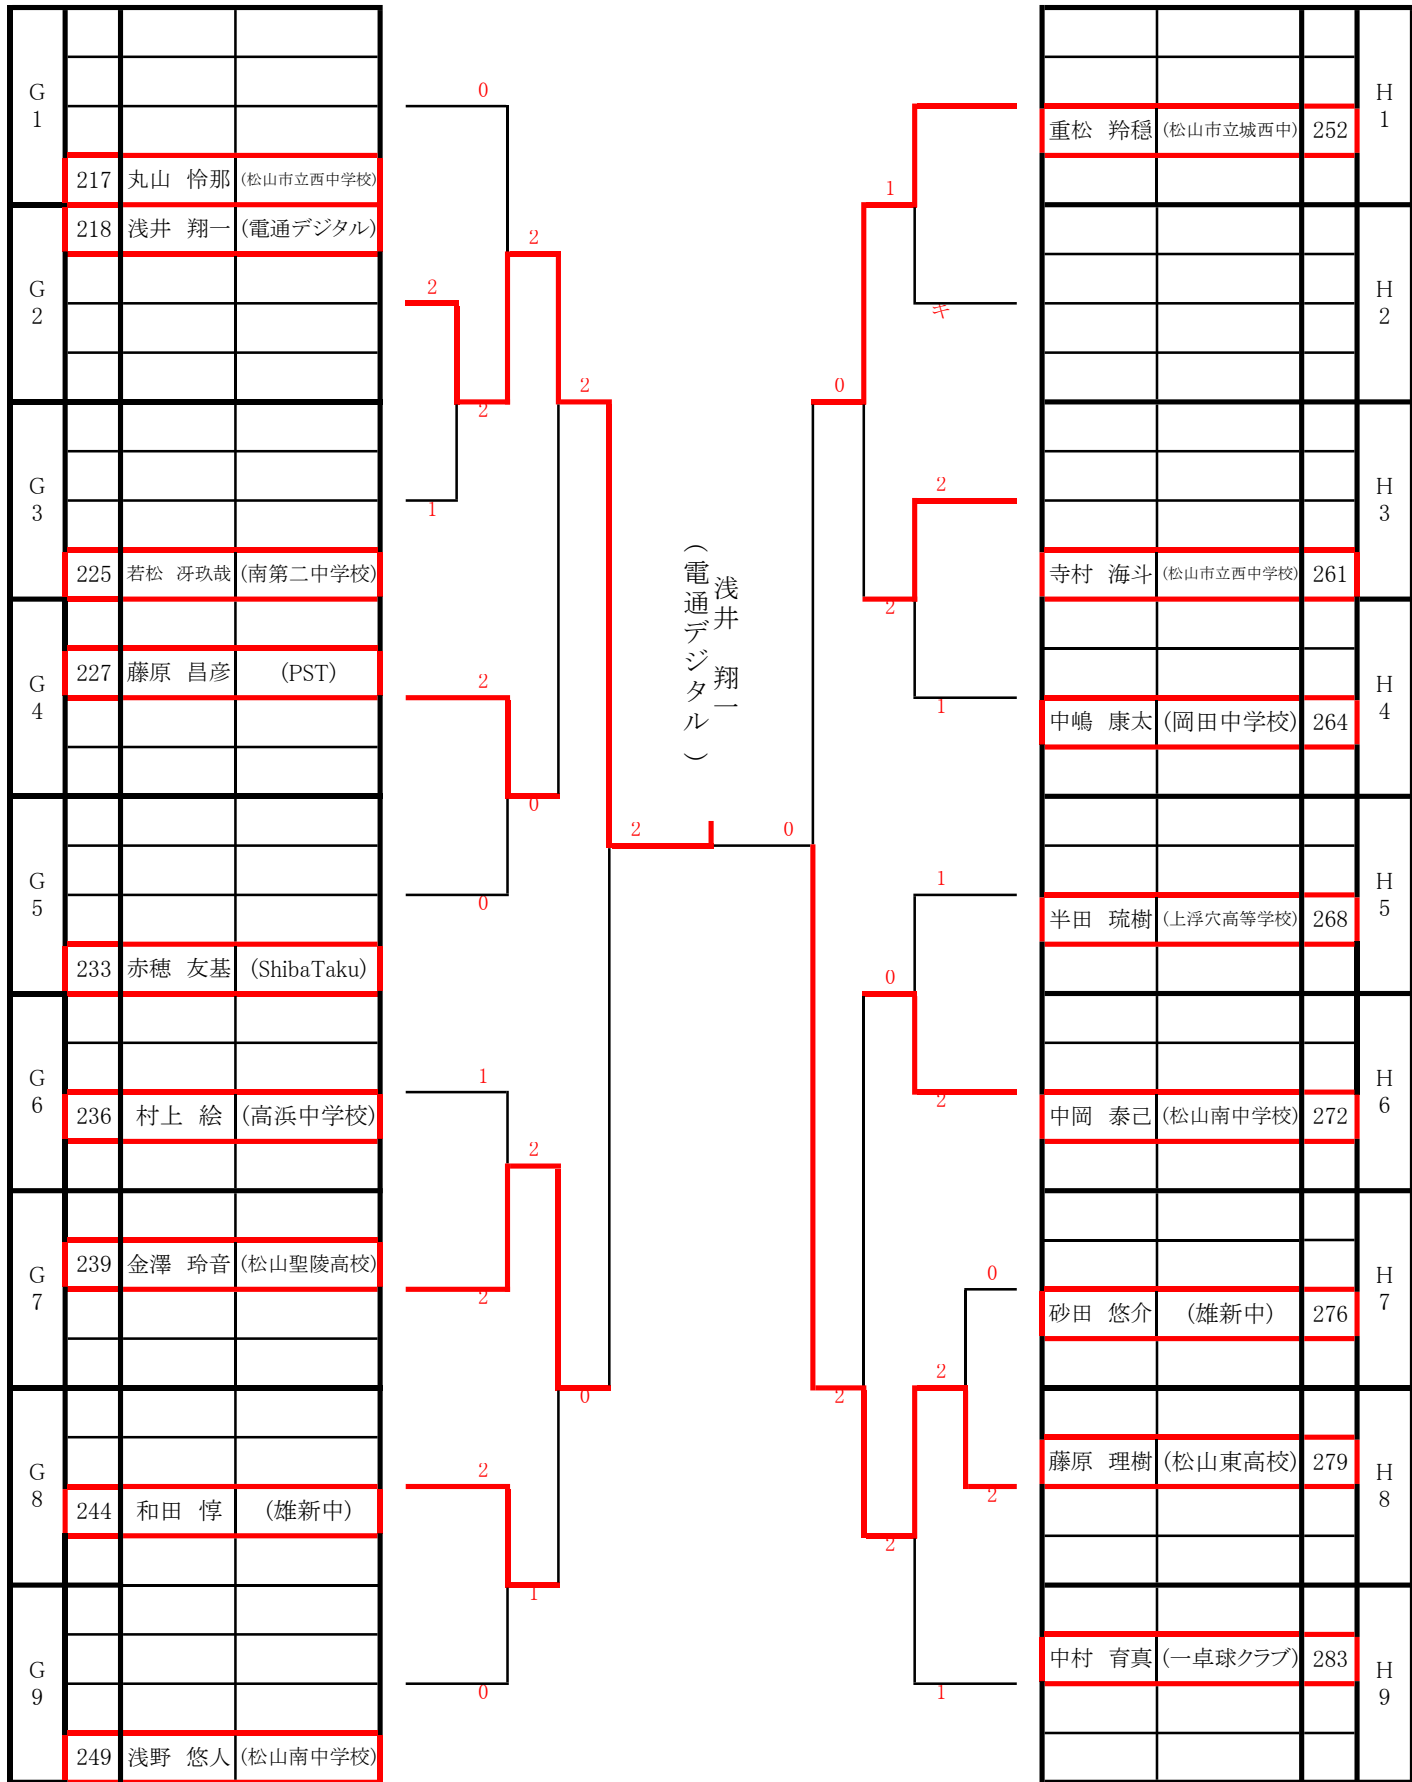 G
1
217 丸山 怜那 (松山市立西中学校)
218 浅井 翔一 (電通デジタル)
G
2
G
3
225 若松 冴玖哉 (南第二中学校)
227 藤原 昌彦 (PST)
G
4
G
5
233 赤穂 友基 (ShibaTaku)
G
6
236 村上 絵 (高浜中学校)
239 金澤 玲音 (松山聖陵高校)
G
7
G
8
244 和田 惇 (雄新中)
G
9
249 浅野 悠人 (松山南中学校)
0
2
2
2
2
1
2
0
0
1
2
2
0
2
1
0
2
0
浅井 翔一
(電通デジタル)
1
キ
0
2
2
1
1
0
2
0
2
2
2
2
1
H
1
重松 羚穏 (松山市立城西中) 252
H
2
H
3
寺村 海斗 (松山市立西中学校) 261
H
4
中嶋 康太 (岡田中学校) 264
H
5
半田 琉樹 (上浮穴高等学校) 268
H
6
中岡 泰己 (松山南中学校) 272
H
7
砂田 悠介 (雄新中) 276
藤原 理樹 (松山東高校) 279
H
8
中村 育真 (一卓球クラブ) 283
H
9